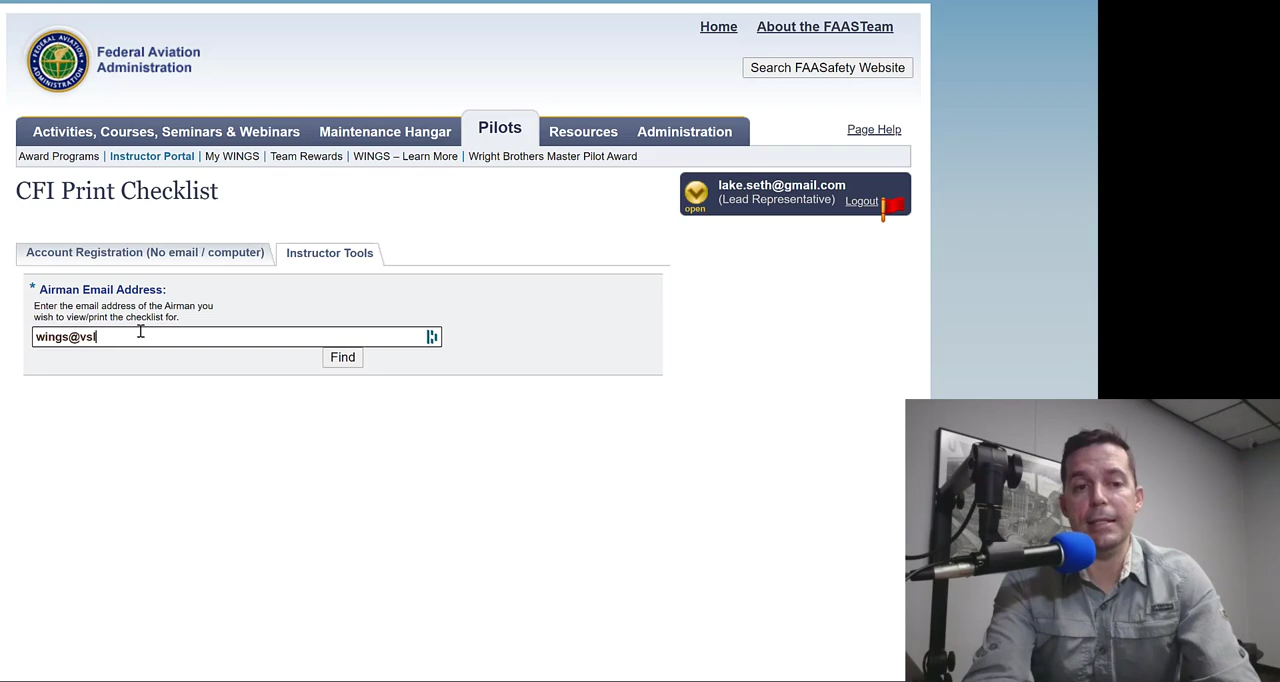 Home About the FAASTeam
Federal Aviation
Administration
FEDERAL AVIATION
ADMINISTRATION
Search FAASafety Website
Activities, Courses, Seminars & Webinars Maintenance Hangar Pilots Resources Administration
Page Help
Award Programs | Instructor Portal | My WINGS | Team Rewards | WINGS – Learn More | Wright Brothers Master Pilot Award
CFI Print Checklist
lake.seth@gmail.com
(Lead Representative) Logout
open
Account Registration (No email / computer) Instructor Tools
* Airman Email Address:
Enter the email address of the Airman you
wish to view/print the checklist for.
wings@vsl
Find